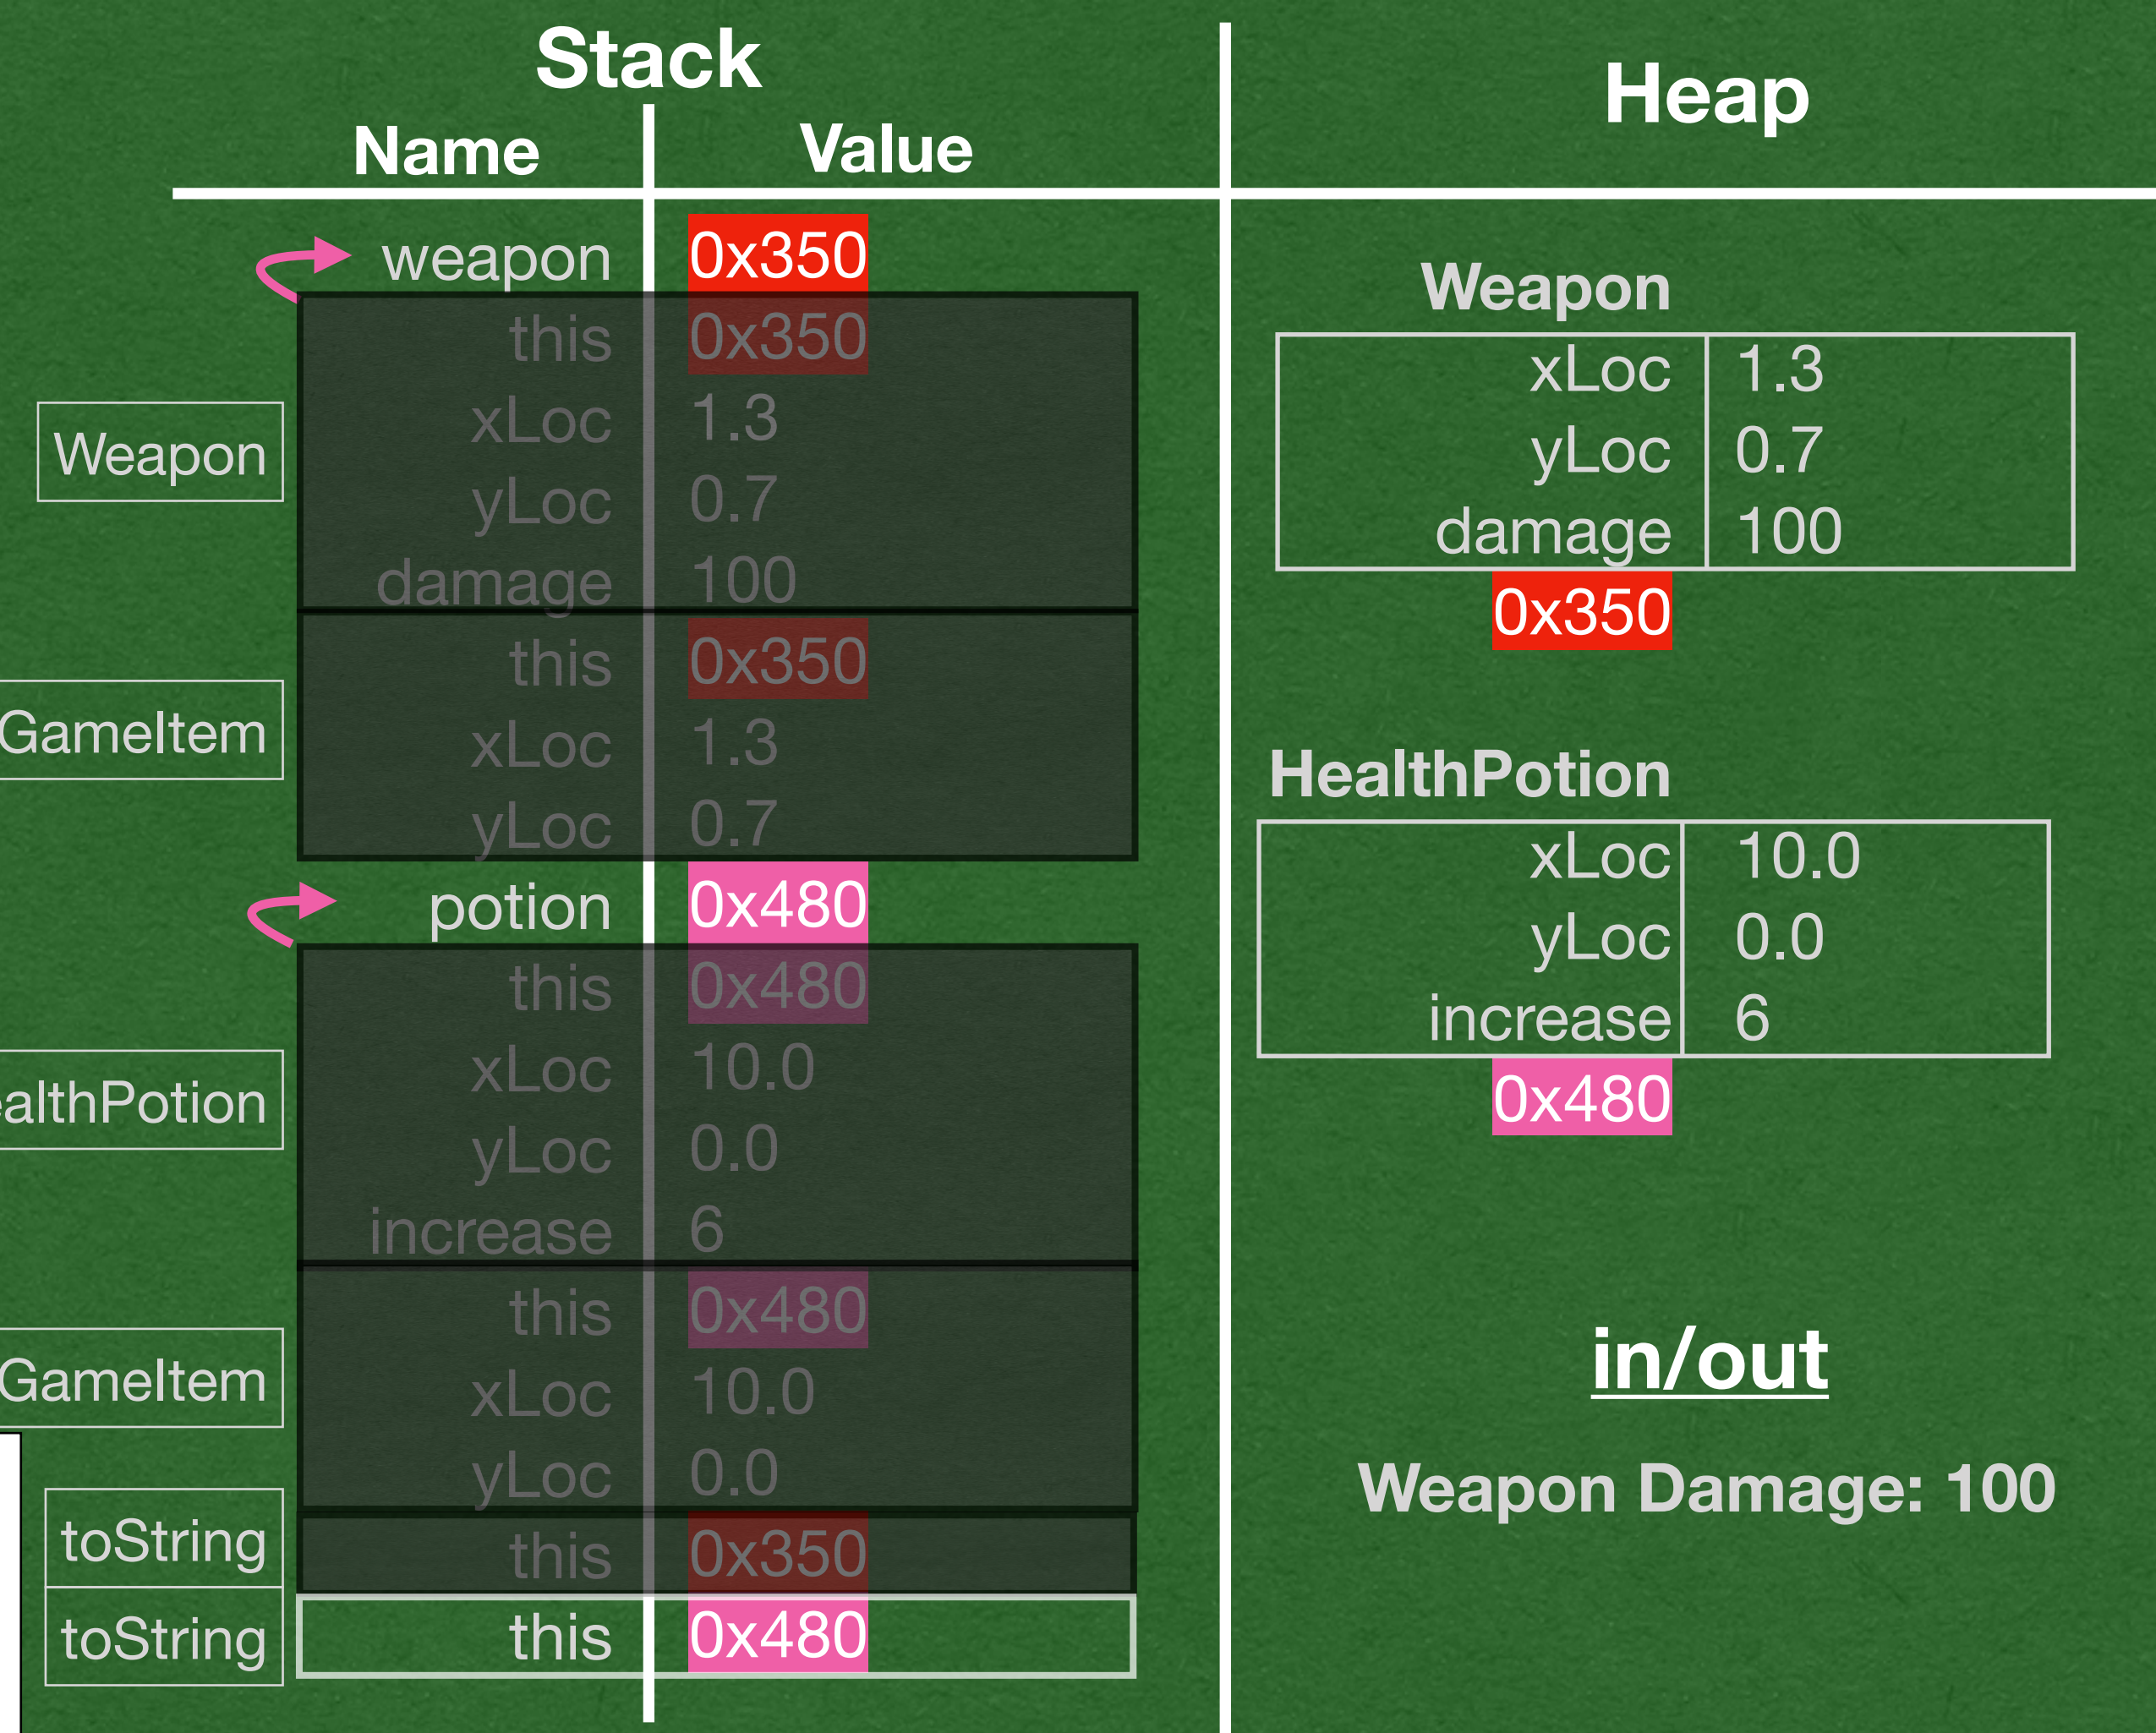 Stack
Heap
Name Value
weapon 0x350
this 0x350
xLoc 1.3
yLoc 0.7
damage 100
this 0x350
xLoc 1.3
yLoc 0.7
potion 0x480
this 0x480
xLoc 10.0
yLoc 0.0
increase 6
this 0x480
xLoc 10.0
yLoc 0.0
this 0x350
this 0x480
Weapon
GameItem
ealthPotion
GameItem
toString
toString
Weapon
xLoc 1.3
yLoc 0.7
damage 100
0x350
HealthPotion
xLoc 10.0
yLoc 0.0
increase 6
0x480
in/out
Weapon Damage: 100